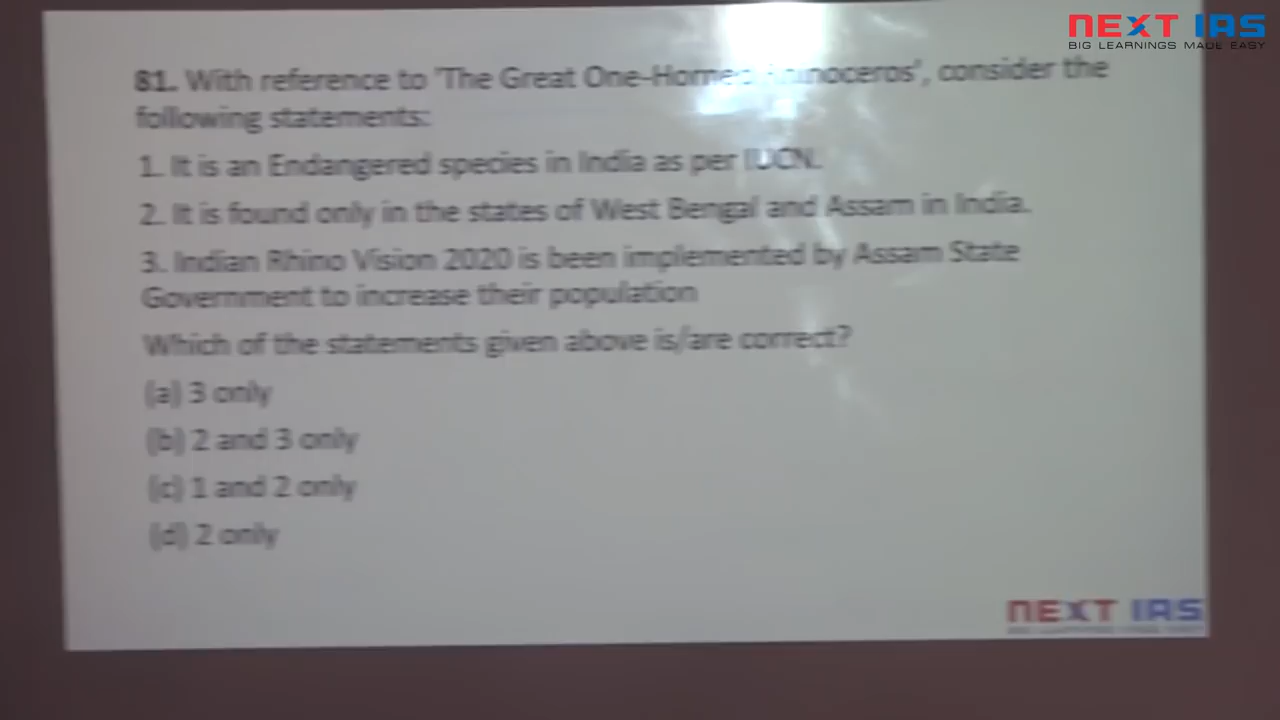 NEXT IAS
BIG LEARNINGS MADE EASY
81. With reference to 'The Great One-Horned Rhinoceros', consider the
following statements:
1. It is an Endangered species in India as per IUCN.
2. It is found only in the states of West Bengal and Assam in India.
3. Indian Rhino Vision 2020 is been implemented by Assam State
Government to increase their population
Which of the statements given above is/are correct?
(a) 3 only
(b) 2 and 3 only
(c) 1 and 2 only
(d) 2 only
NEXT IAS